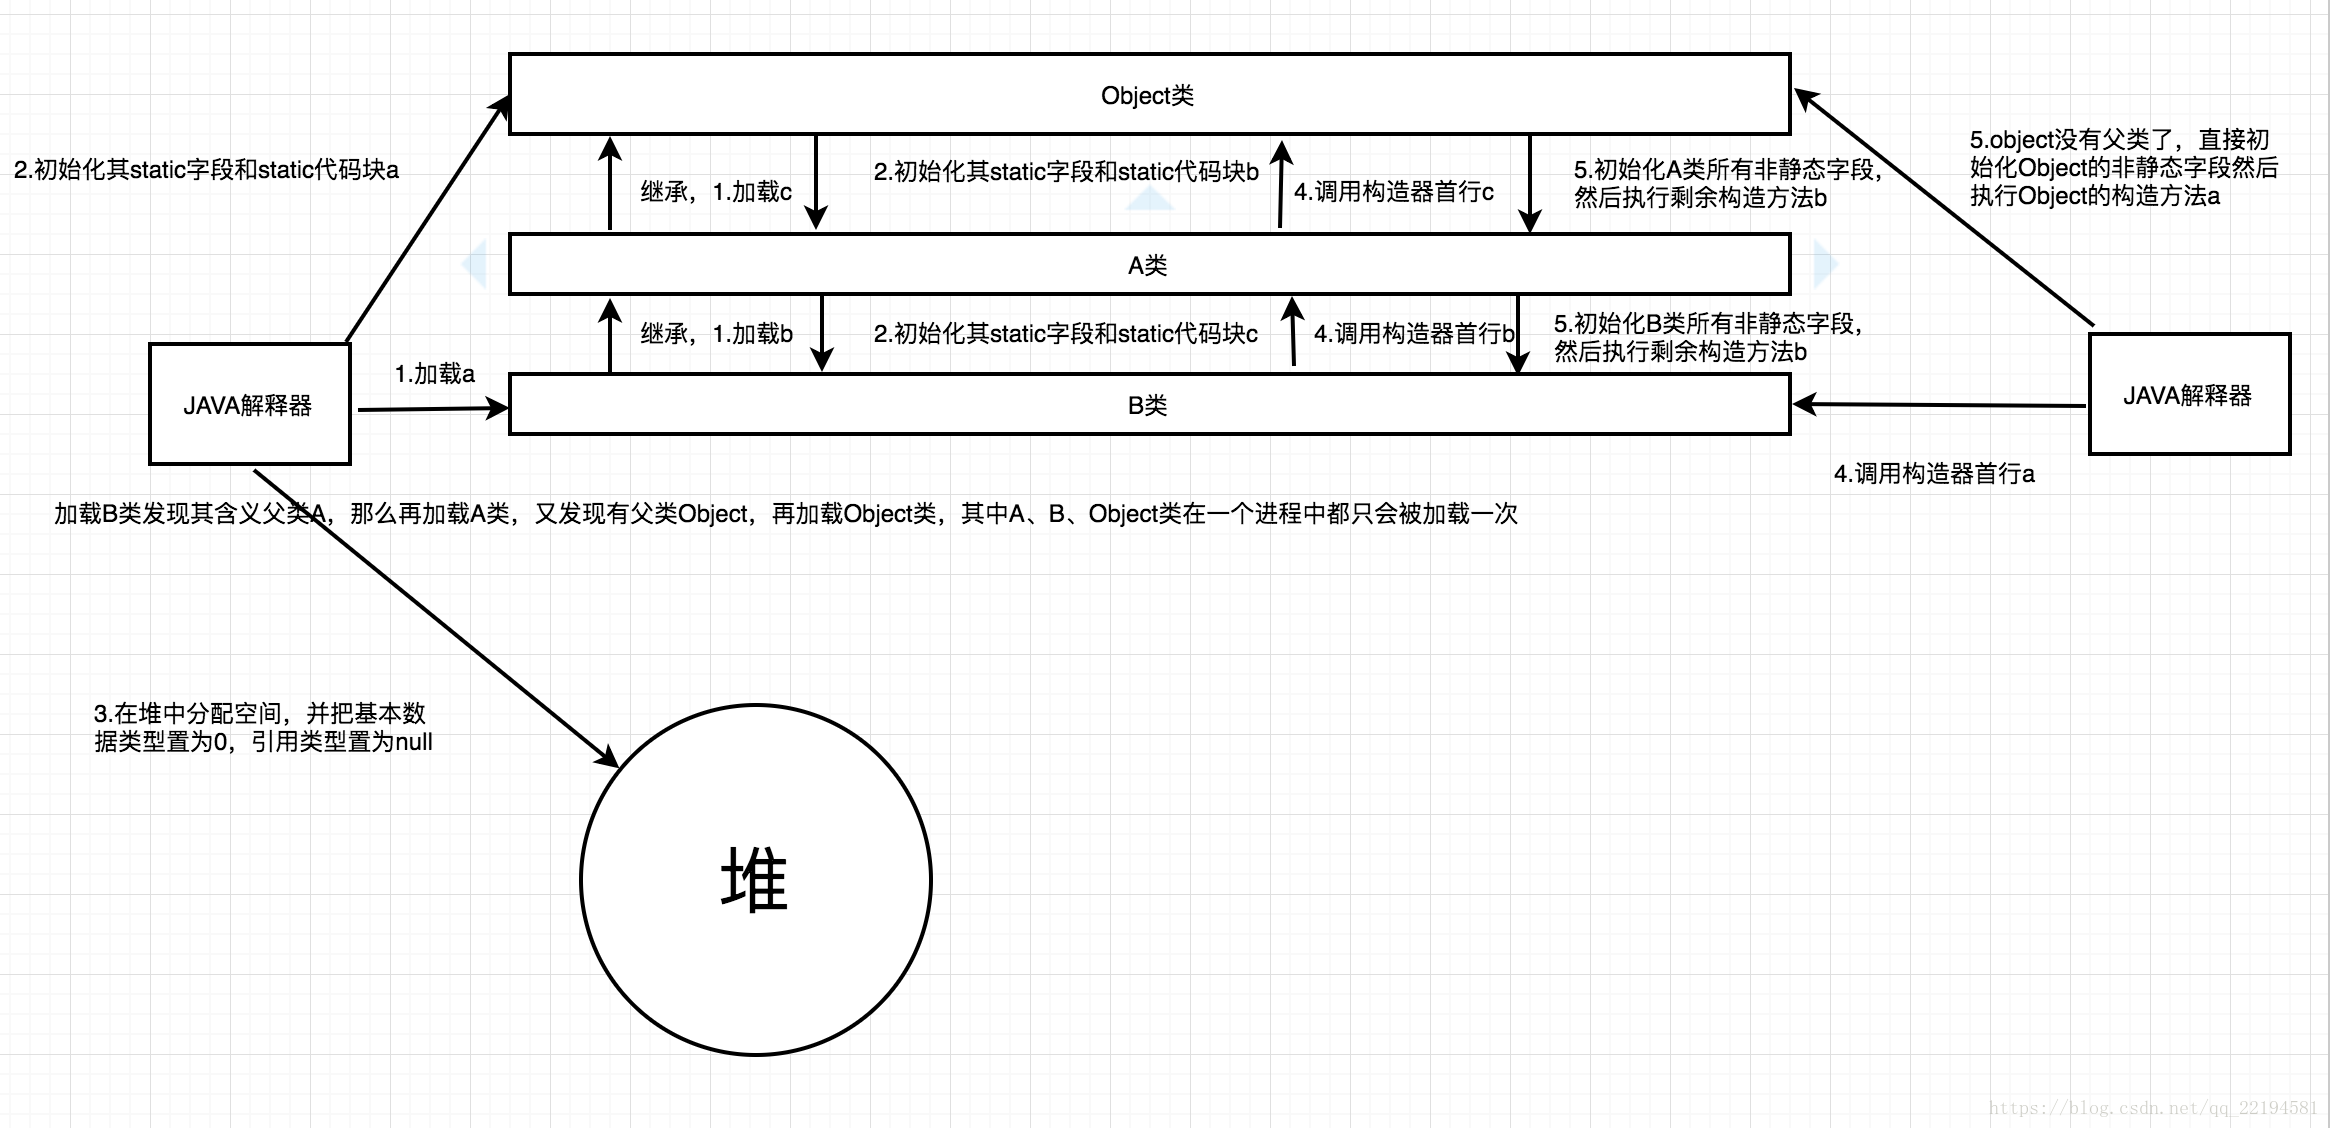 Object类
2.初始化其static字段和static代码块a
继承，1.加载c
2.初始化其static字段和static代码块b
4.调用构造器首行c
5.初始化A类所有非静态字段，
然后执行剩余构造方法b
5.object没有父类了，直接初
始化Object的非静态字段然后
执行Object的构造方法a
A类
继承，1.加载b
2.初始化其static字段和static代码块c
4.调用构造器首行b
5.初始化B类所有非静态字段，
然后执行剩余构造方法b
JAVA解释器
1.加载a
B类
JAVA解释器
4.调用构造器首行a
加载B类发现其含义父类A，那么再加载A类，又发现有父类Object，再加载Object类，其中A、B、Object类在一个进程中都只会被加载一次
3.在堆中分配空间，并把基本数
据类型置为0，引用类型置为null
堆
https://blog.csdn.net/qq_22194581